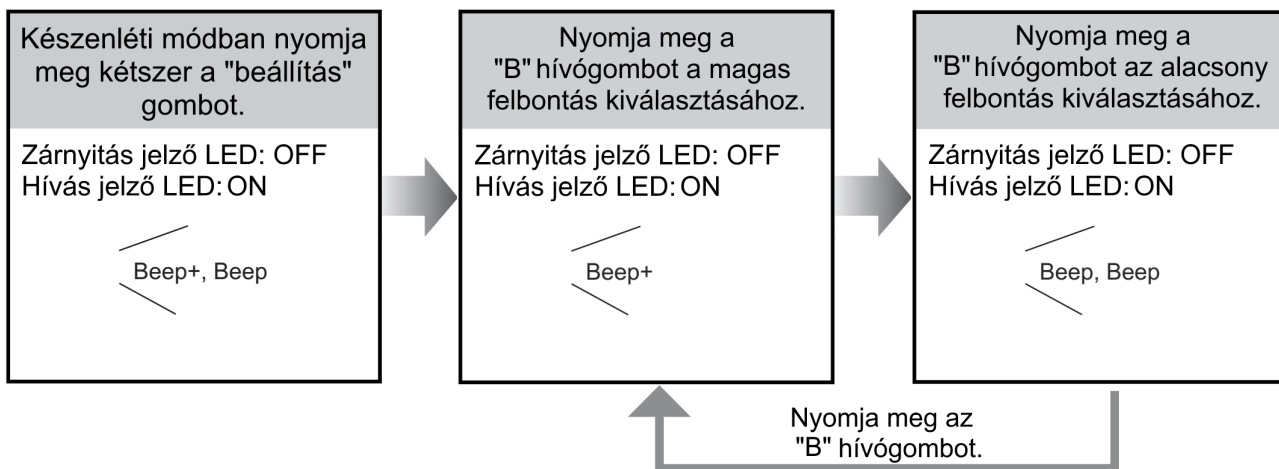 Készenléti módban nyomja
meg kétszer a "beállítás"
gombot.
Zárnyitás jelző LED: OFF
Hívás jelző LED: ON
Beep+, Beep
Nyomja meg a
"B" hívógombot a magas
felbontás kiválasztásához.
Zárnyitás jelző LED: OFF
Hívás jelző LED: ON
Beep+
Nyomja meg a
"B" hívógombot az alacsony
felbontás kiválasztásához.
Zárnyitás jelző LED: OFF
Hívás jelző LED: ON
Beep, Beep
Nyomja meg az
"B" hívógombot.